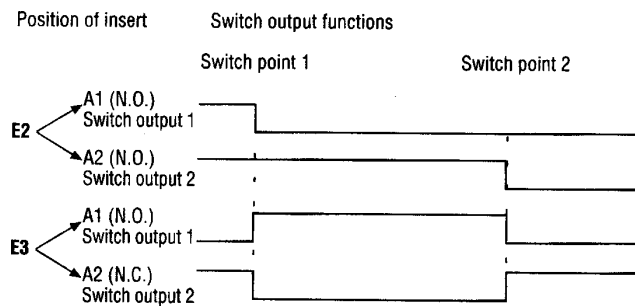 Position of insert Switch output functions
Switch point 1 Switch point 2
A1 (N.O.)
Switch output 1
E2
A2 (N.O.)
Switch output 2
A1 (N.O.)
Switch output 1
E3
A2 (N.C.)
Switch output 2